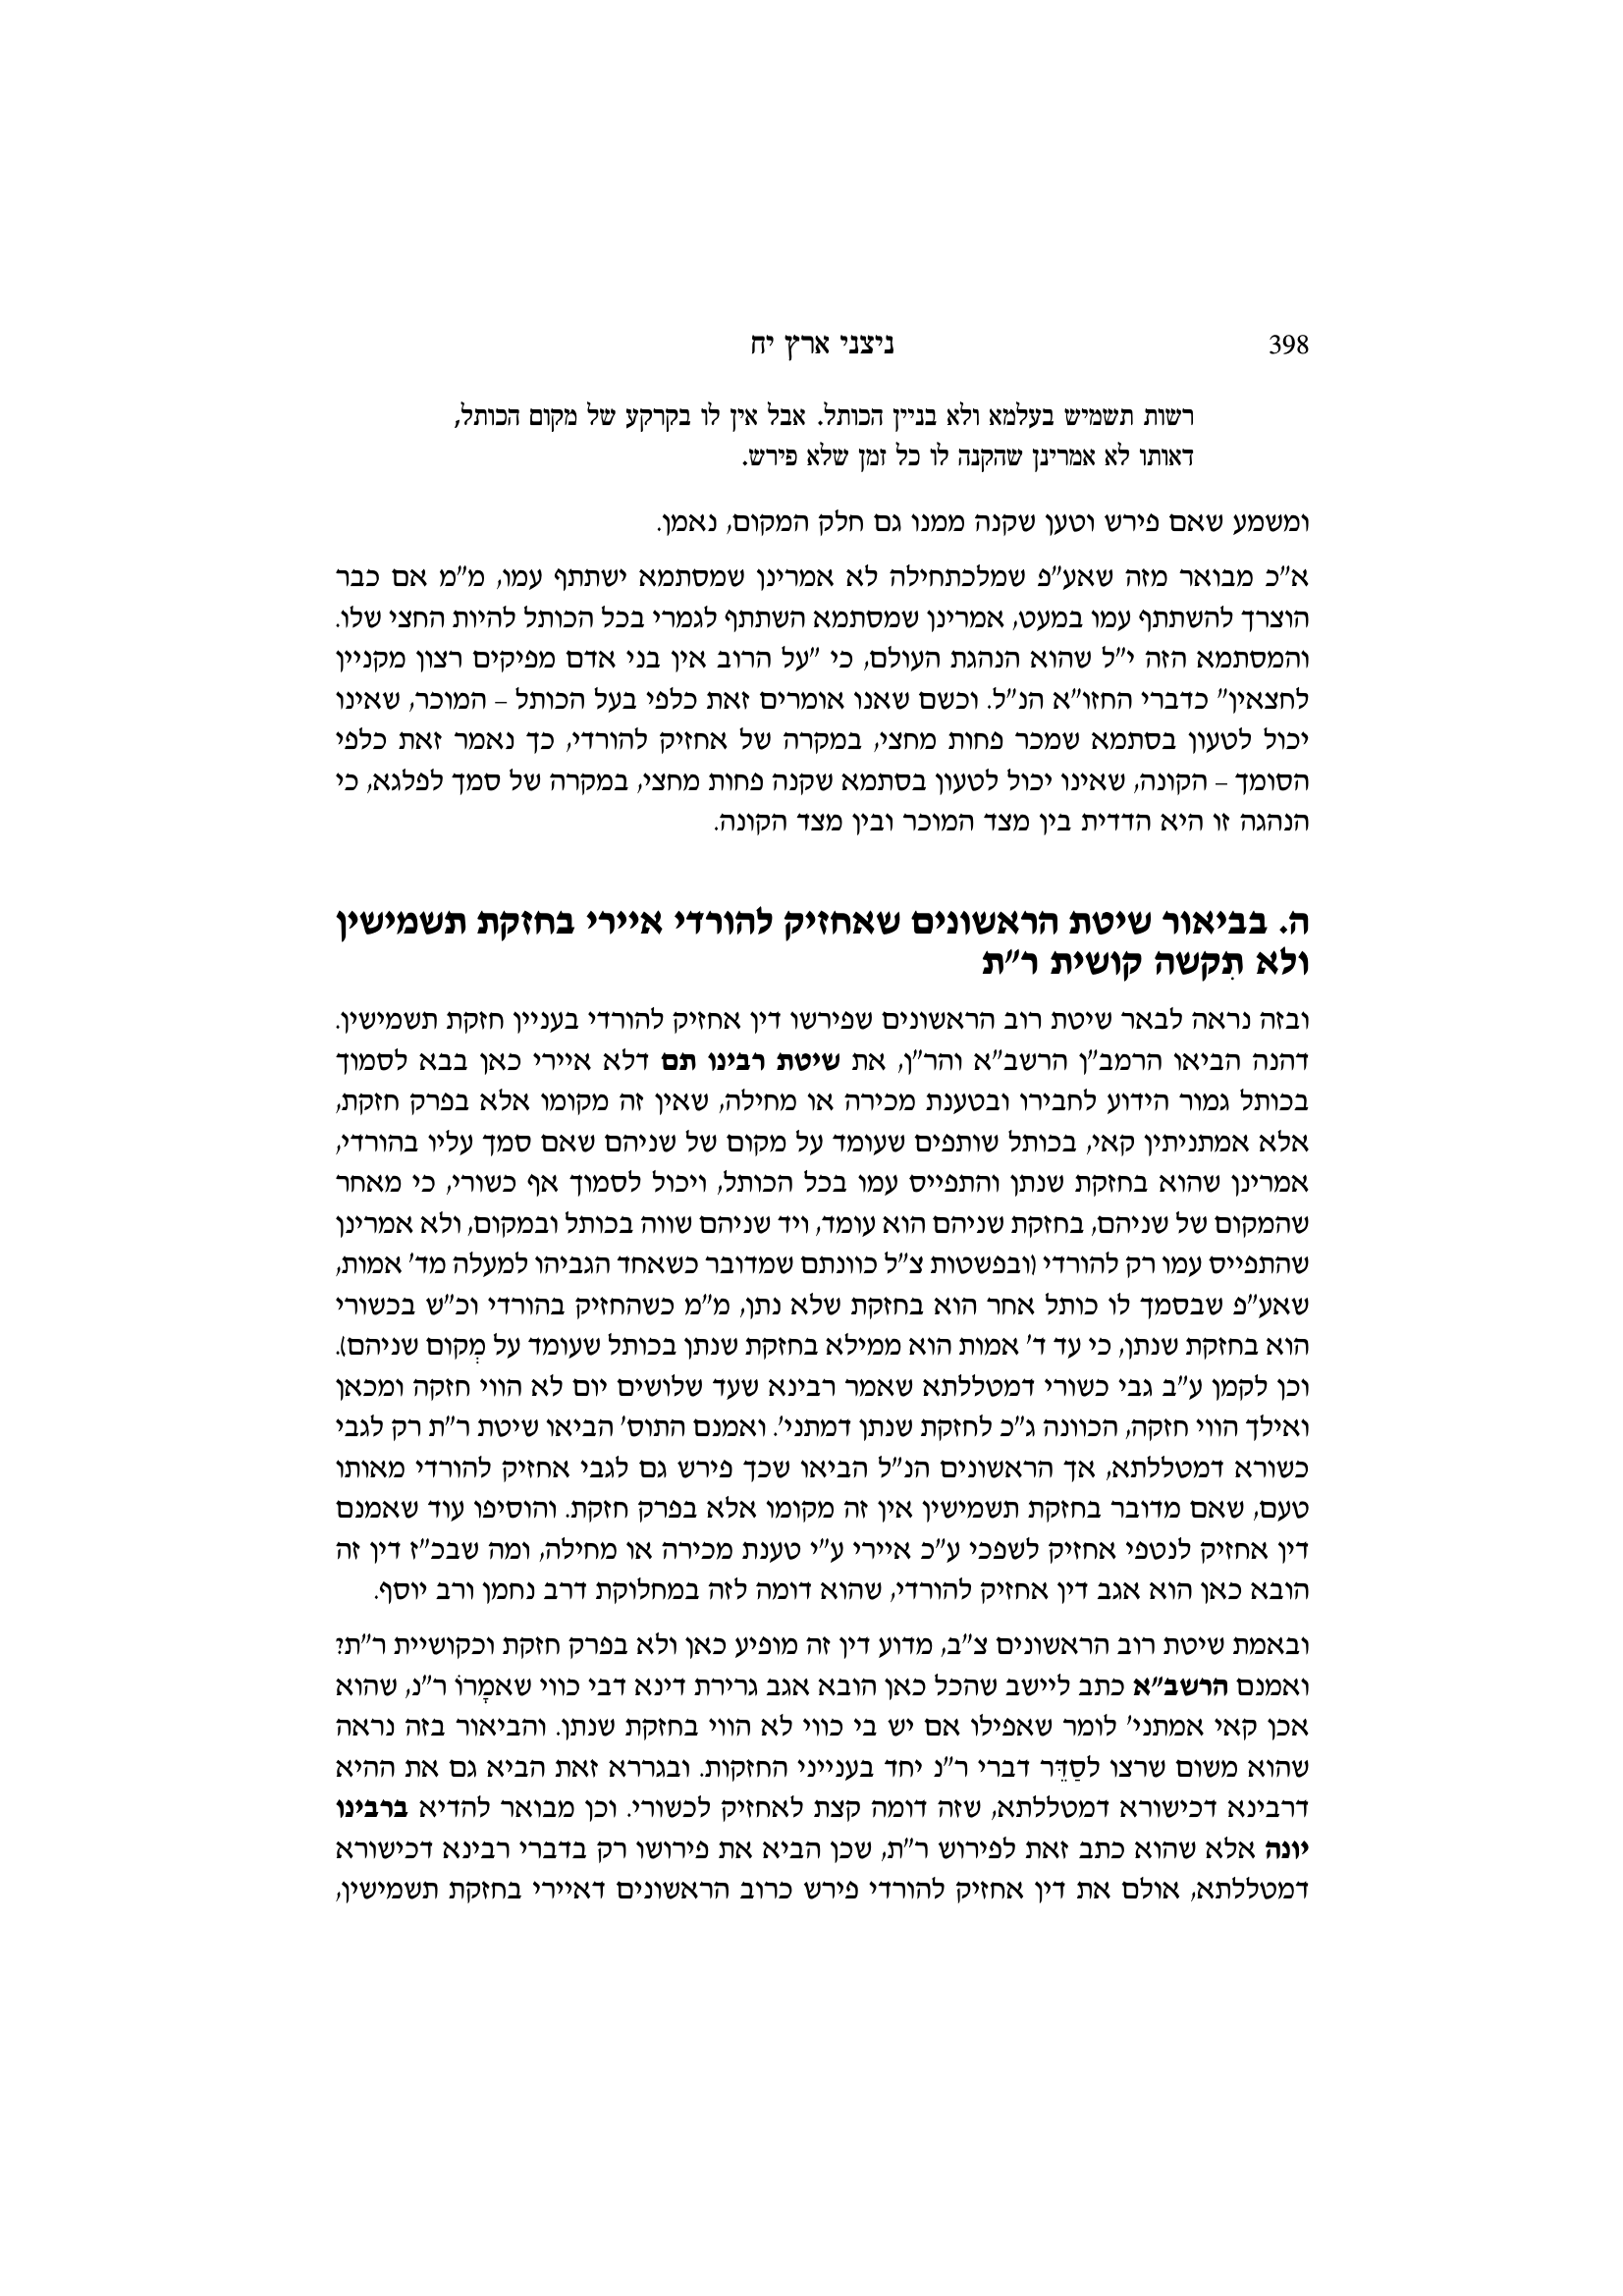 398
ניצני ארץ יח
רשות תשמיש בעלמא ולא בניין הכותל. אבל אין לו בקרקע של מקום הכותל,
דאותו לא אמרינן שהקנה לו כל זמן שלא פירש.
ומשמע שאם פירש וטען שקנה ממנו גם חלק המקום, נאמן.
א״כ מבואר מזה שאע״פ שמלכתחילה לא אמרינן שמסתמא ישתתף עמו, מ״מ אם כבר
הוצרך להשתתף עמו במעט, אמרינן שמסתמא השתתף לגמרי בכל הכותל להיות החצי שלו.
והמסתמא הזה י״ל שהוא הנהגת העולם, כי ״על הרוב אין בני אדם מפיקים רצון מקניין
לחצאין״ כדברי החזו״א הנ״ל. וכשם שאנו אומרים זאת כלפי בעל הכותל – המוכר, שאינו
יכול לטעון בסתמא שמכר פחות מחצי, במקרה של אחזיק להורדי, כך נאמר זאת כלפי
הסומך – הקונה, שאינו יכול לטעון בסתמא שקנה פחות מחצי, במקרה של סמך לפלגא, כי
הנהגה זו היא הדדית בין מצד המוכר ובין מצד הקונה.
ה. בביאור שיטת הראשונים שאחזיק להורדי איירי בחזקת תשמישין
ולא תִקשה קושית ר״ת
ובזה נראה לבאר שיטת רוב הראשונים שפירשו דין אחזיק להורדי בעניין חזקת תשמישין.
דהנה הביאו הרמב״ן הרשב״א והר״ן, את שיטת רבינו תם דלא איירי כאן בבא לסמוך
בכותל גמור הידוע לחבירו ובטענת מכירה או מחילה, שאין זה מקומו אלא בפרק חזקת,
אלא אמתניתין קאי, בכותל שותפים שעומד על מקום של שניהם שאם סמך עליו בהורדי,
אמרינן שהוא בחזקת שנתן והתפייס עמו בכל הכותל, ויכול לסמוך אף כשורי, כי מאחר
שהמקום של שניהם, בחזקת שניהם הוא עומד, ויד שניהם שווה בכותל ובמקום, ולא אמרינן
שהתפייס עמו רק להורדי (ובפשטות צ״ל כוונתם שמדובר כשאחד הגביהו למעלה מד׳ אמות,
שאע״פ שבסמך לו כותל אחר הוא בחזקת שלא נתן, מ״מ כשהחזיק בהורדי וכ״ש בכשורי
הוא בחזקת שנתן, כי עד ד׳ אמות הוא ממילא בחזקת שנתן בכותל שעומד על מְקום שניהם).
וכן לקמן ע״ב גבי כשורי דמטללתא שאמר רבינא שעד שלושים יום לא הווי חזקה ומכאן
ואילך הווי חזקה, הכוונה ג״כ לחזקת שנתן דמתני׳. ואמנם התוס׳ הביאו שיטת ר״ת רק לגבי
כשורא דמטללתא, אך הראשונים הנ״ל הביאו שכך פירש גם לגבי אחזיק להורדי מאותו
טעם, שאם מדובר בחזקת תשמישין אין זה מקומו אלא בפרק חזקת. והוסיפו עוד שאמנם
דין אחזיק לנטפי אחזיק לשפכי ע״כ איירי ע״י טענת מכירה או מחילה, ומה שבכ״ז דין זה
הובא כאן הוא אגב דין אחזיק להורדי, שהוא דומה לזה במחלוקת דרב נחמן ורב יוסף.
ובאמת שיטת רוב הראשונים צ״ב, מדוע דין זה מופיע כאן ולא בפרק חזקת וכקושיית ר״ת?
ואמנם הרשב״א כתב ליישב שהכל כאן הובא אגב גרירת דינא דבי כווי שאמָרוֹ ר״נ, שהוא
אכן קאי אמתני׳ לומר שאפילו אם יש בי כווי לא הווי בחזקת שנתן. והביאור בזה נראה
שהוא משום שרצו לסַדֵּר דברי ר״נ יחד בענייני החזקות. ובגררא זאת הביא גם את ההיא
דרבינא דכישורא דמטללתא, שזה דומה קצת לאחזיק לכשורי. וכן מבואר להדיא ברבינו
יונה אלא שהוא כתב זאת לפירוש ר״ת, שכן הביא את פירושו רק בדברי רבינא דכישורא
דמטללתא, אולם את דין אחזיק להורדי פירש כרוב הראשונים דאיירי בחזקת תשמישין,